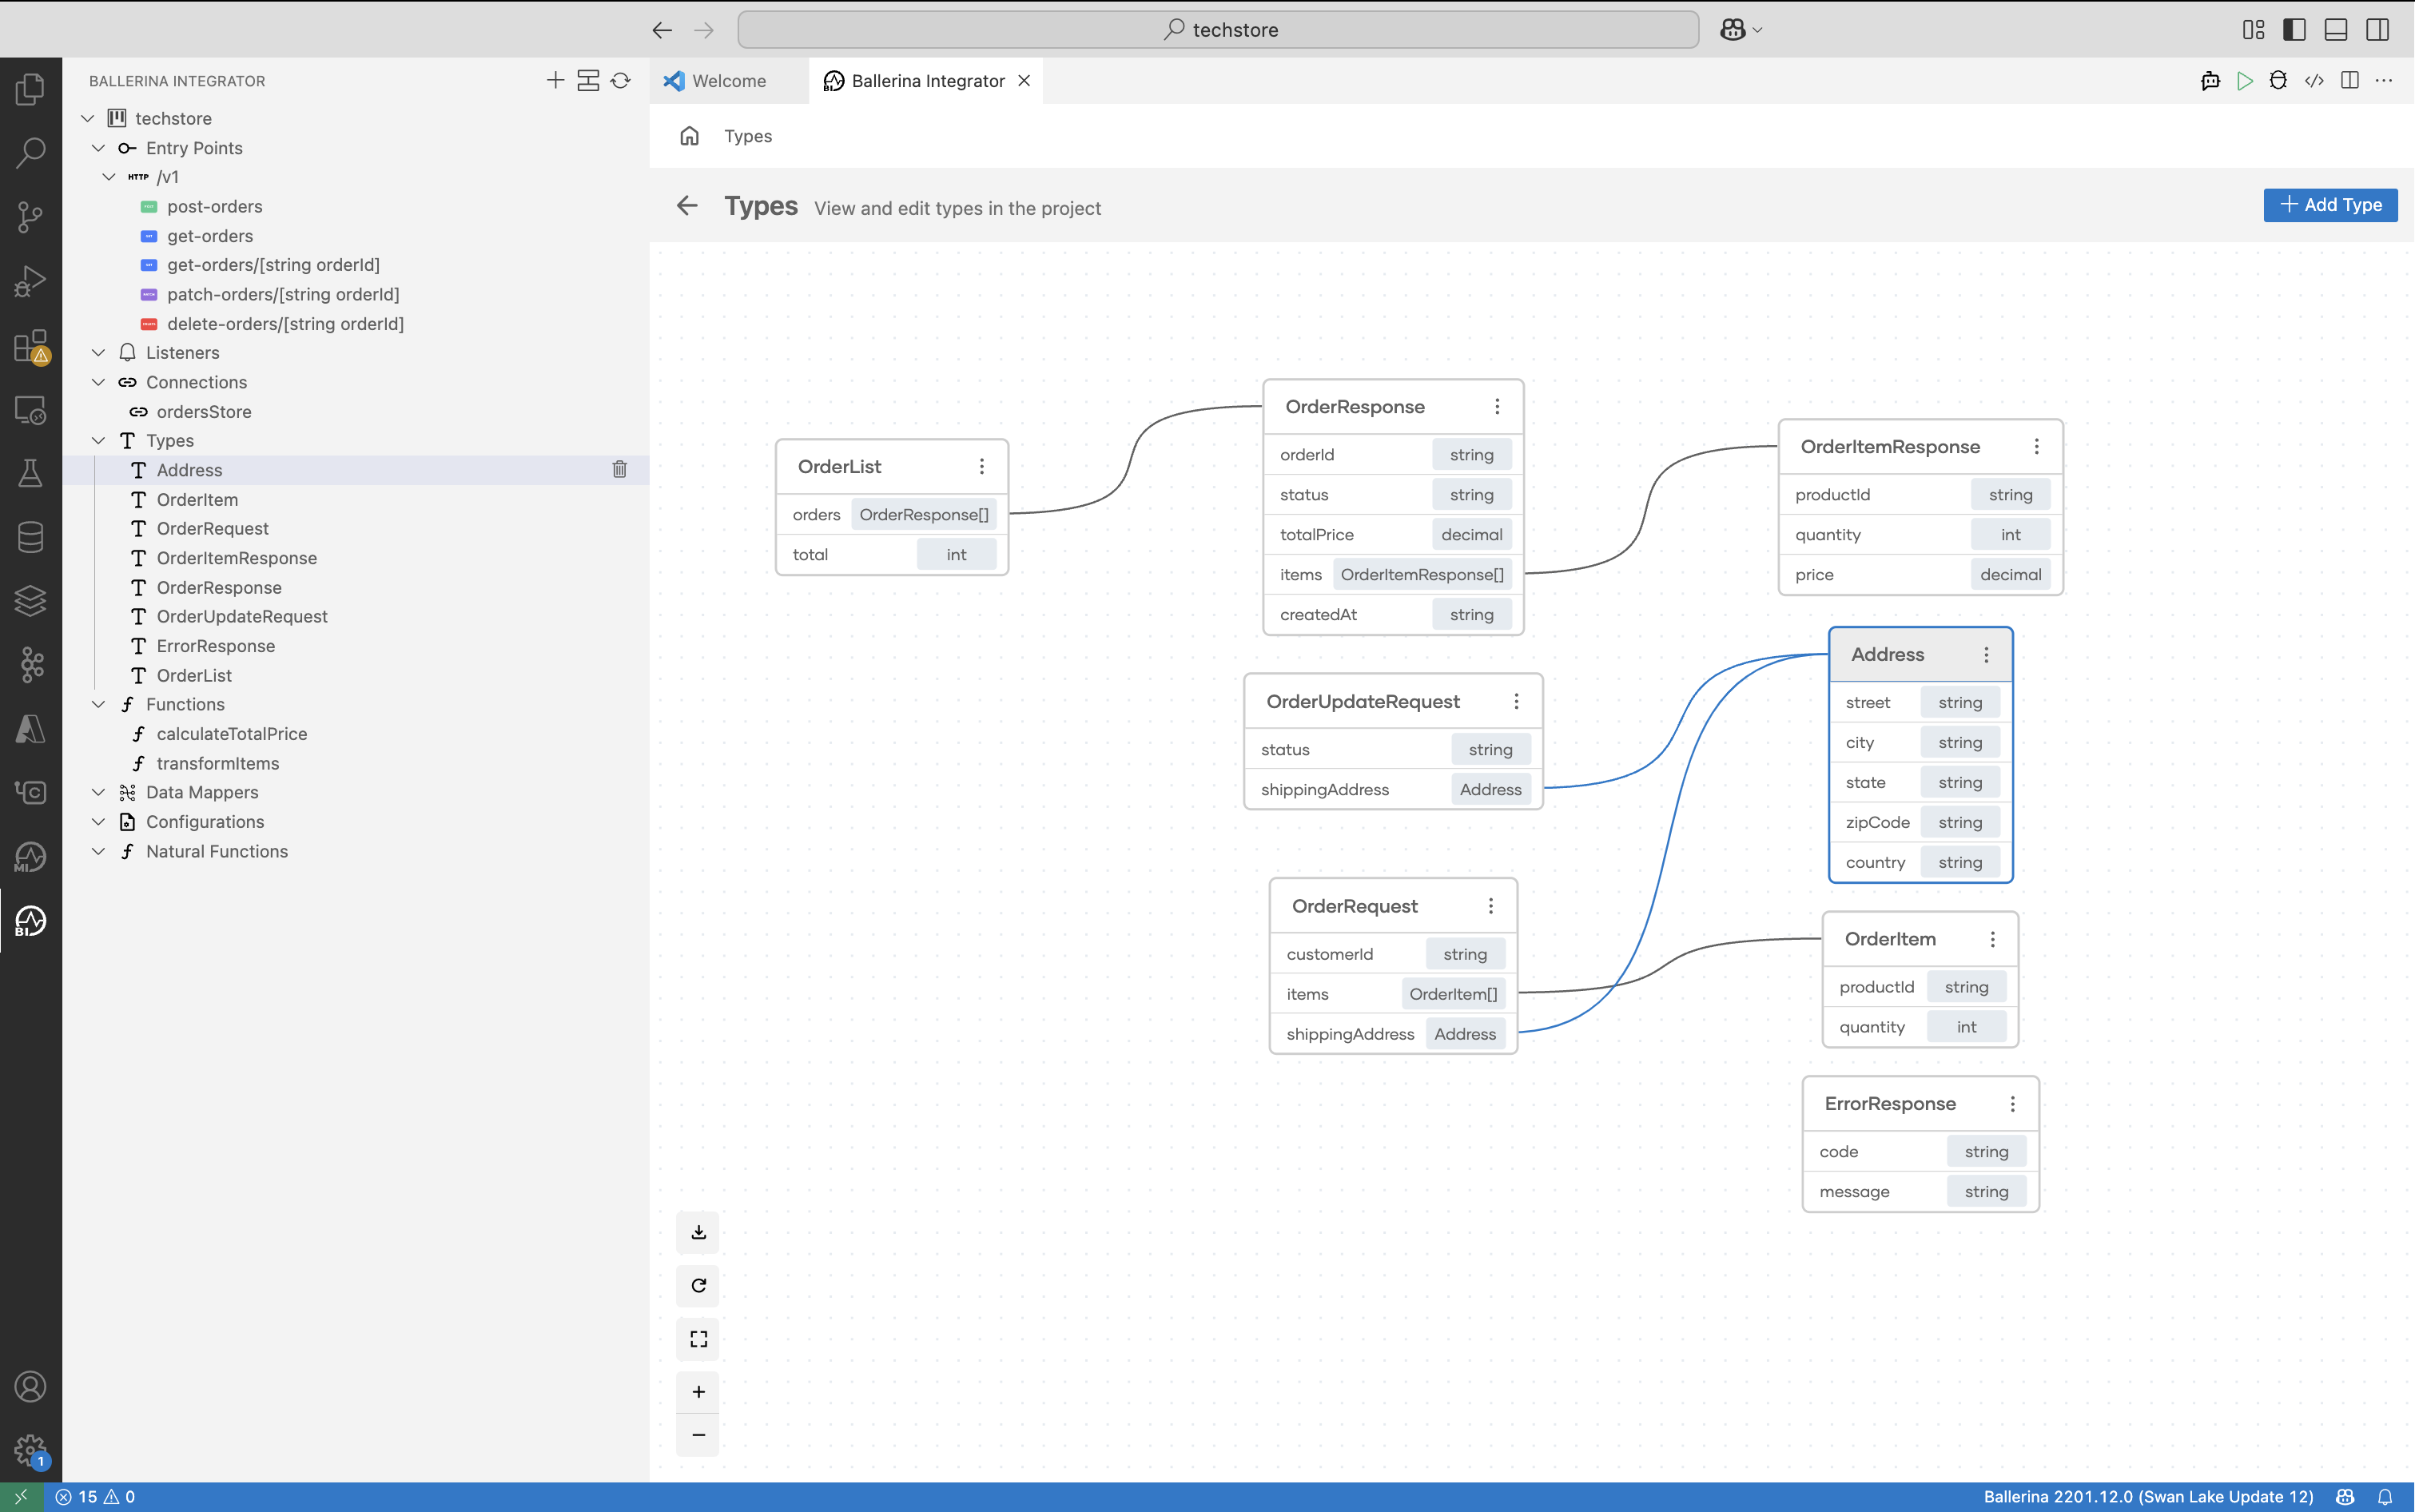 techstore
BALLERINA INTEGRATOR
Welcome
Ballerina Integrator
techstore
Entry Points
HTTP /v1
post-orders
get-orders
get-orders/[string orderId]
patch-orders/[string orderId]
delete-orders/[string orderId]
Listeners
Connections
ordersStore
Types
Address
OrderItem
OrderRequest
OrderItemResponse
OrderResponse
OrderUpdateRequest
ErrorResponse
OrderList
Functions
calculateTotalPrice
transformItems
Data Mappers
Configurations
Natural Functions
MI
BI
1
Types
Types View and edit types in the project
Add Type
OrderList
orders OrderResponse[]
total int
OrderResponse
orderId string
status string
totalPrice decimal
items OrderItemResponse[]
createdAt string
OrderItemResponse
productId string
quantity int
price decimal
OrderUpdateRequest
status string
shippingAddress Address
Address
street string
city string
state string
zipCode string
country string
OrderRequest
customerId string
items OrderItem[]
shippingAddress Address
OrderItem
productId string
quantity int
ErrorResponse
code string
message string
15 0
Ballerina 2201.12.0 (Swan Lake Update 12)